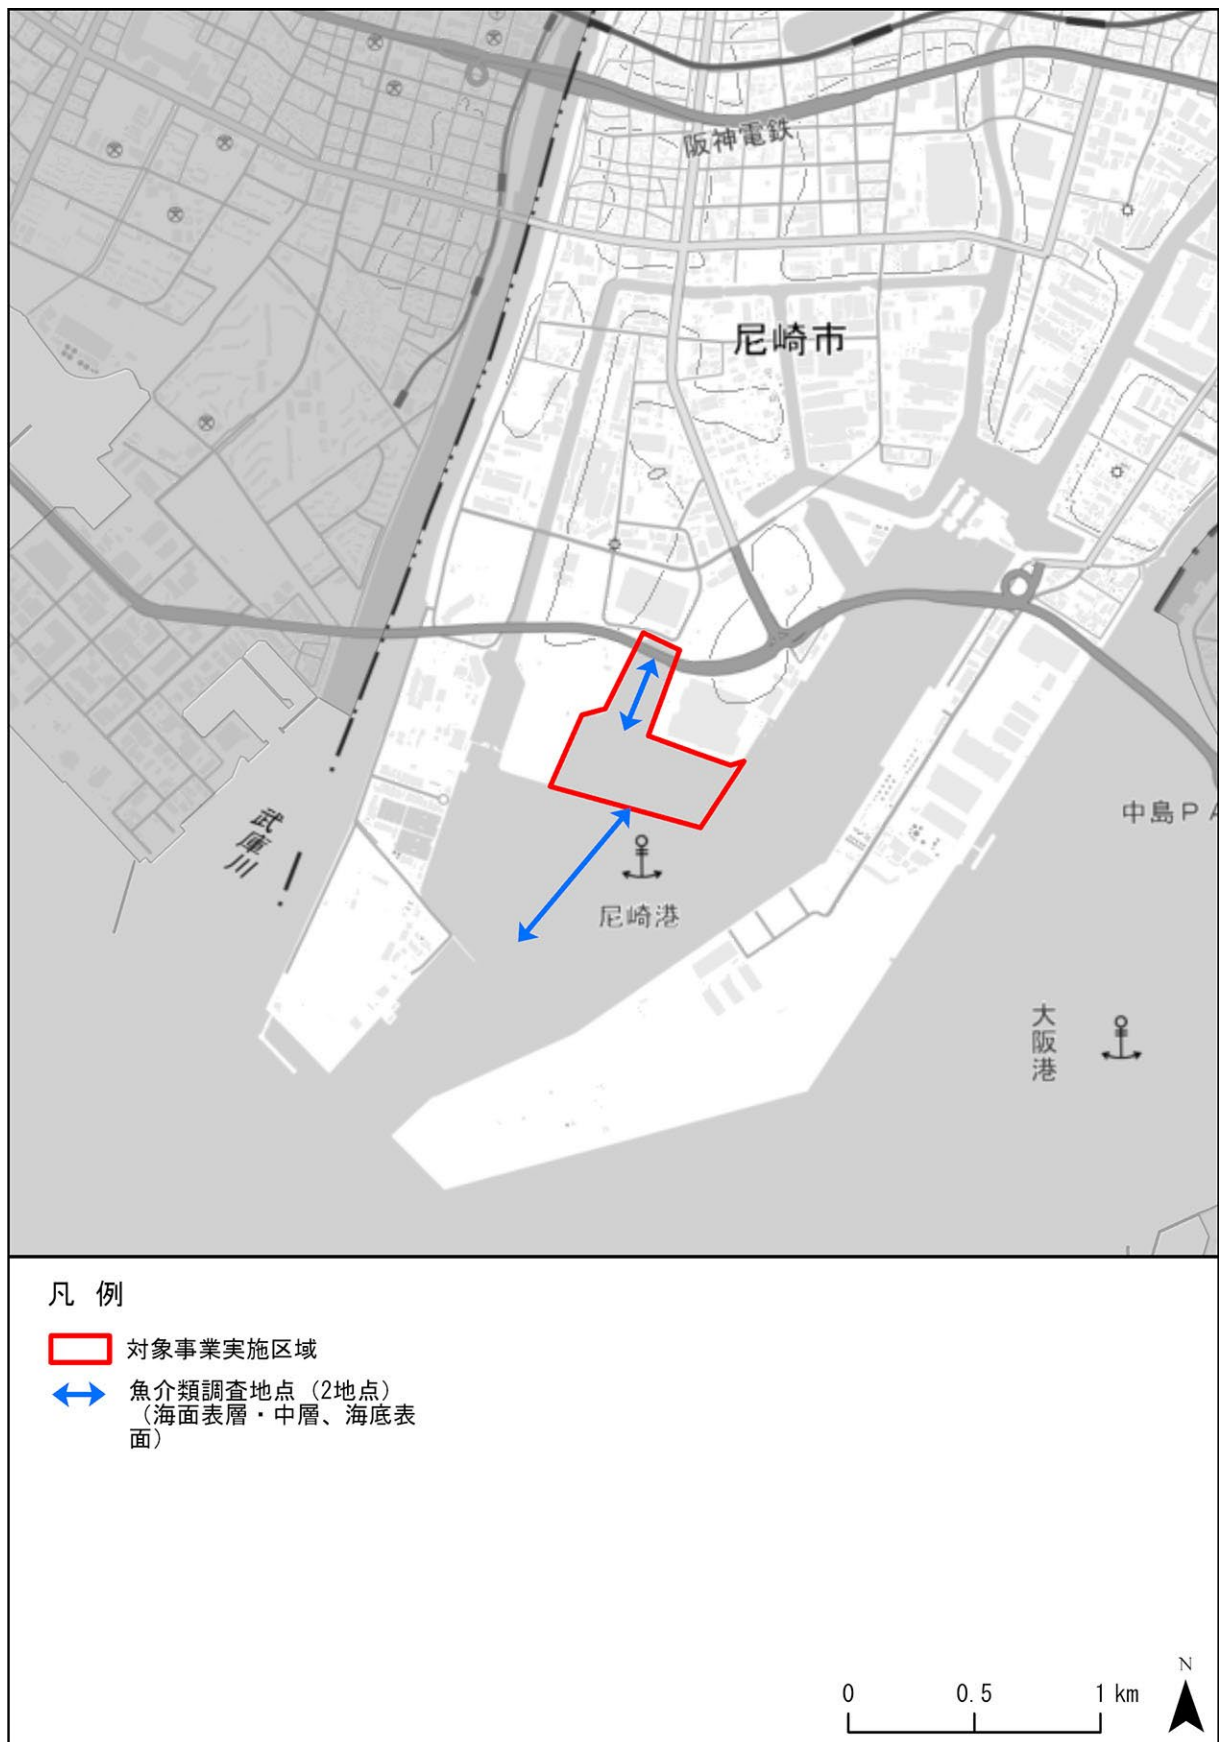 阪神電鉄
尼崎市
中島PA
武庫川
尼崎港
大阪港
凡 例
対象事業実施区域
魚介類調査地点（2地点）
（海面表層・中層、海底表
面）
0 0.5 1 km
N